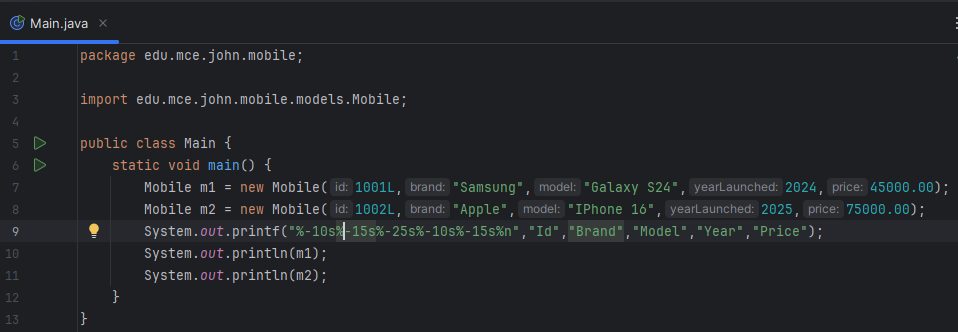 Main.java ×
1 package edu.mce.john.mobile;
2
3 import edu.mce.john.mobile.models.Mobile;
4
5 public class Main {
6     static void main() {
7         Mobile m1 = new Mobile( id: 1001L, brand: "Samsung", model: "Galaxy S24", yearLaunched: 2024, price: 45000.00);
8         Mobile m2 = new Mobile( id: 1002L, brand: "Apple", model: "IPhone 16", yearLaunched: 2025, price: 75000.00);
9         System.out.printf("%-10s%-15s%-25s%-10s%-15s%n","Id","Brand","Model","Year","Price");
10         System.out.println(m1);
11         System.out.println(m2);
12     }
13 }